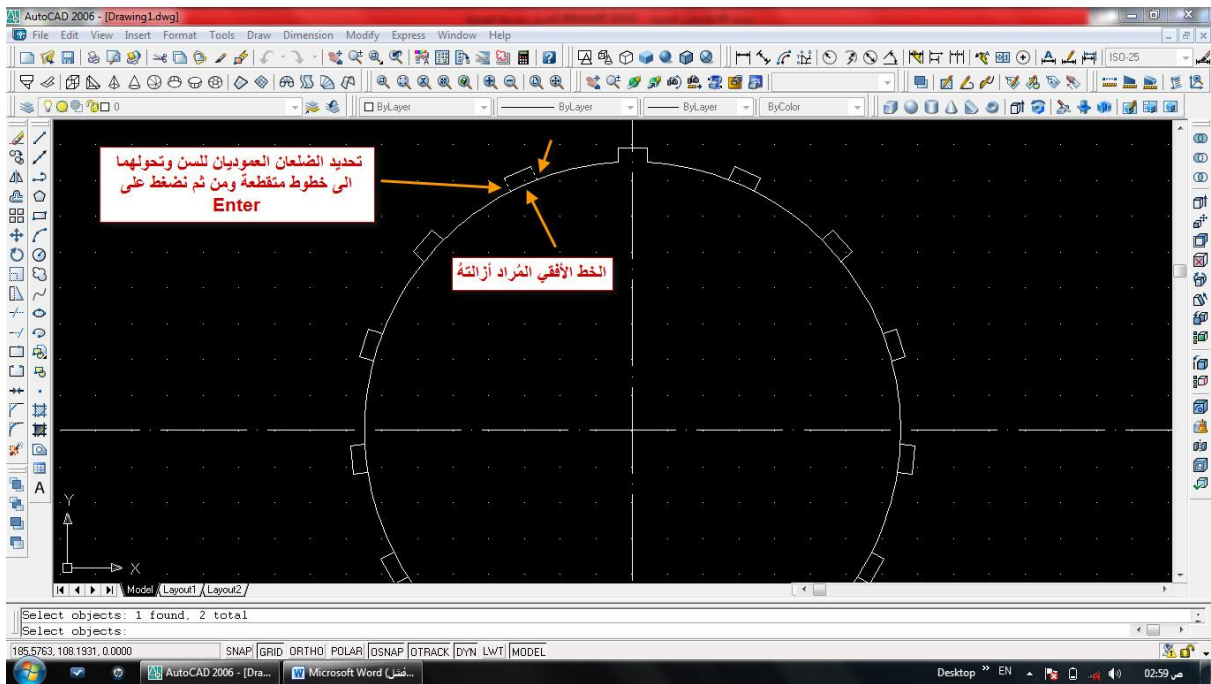 AutoCAD 2006 - [Drawing1.dwg]
File Edit View Insert Format Tools Draw Dimension Modify Express Window Help
ISO-25
0
ByLayer
ByLayer
ByLayer
ByColor
تحديد الضلعان العموديان للسن وتحولهما
الى خطوط متقطعة ومن ثم نضغط على
Enter
الخط الأفقي المُراد أزالتهُ
A
Y
X
Model Layout1 Layout2
Select objects: 1 found, 2 total
Select objects:
185.5763, 108.1931, 0.0000 SNAP GRID ORTHO POLAR OSNAP OTRACK DYN LWT MODEL
AutoCAD 2006 - [Dra... Microsoft Word (فشل... Desktop » EN 02:59 ص